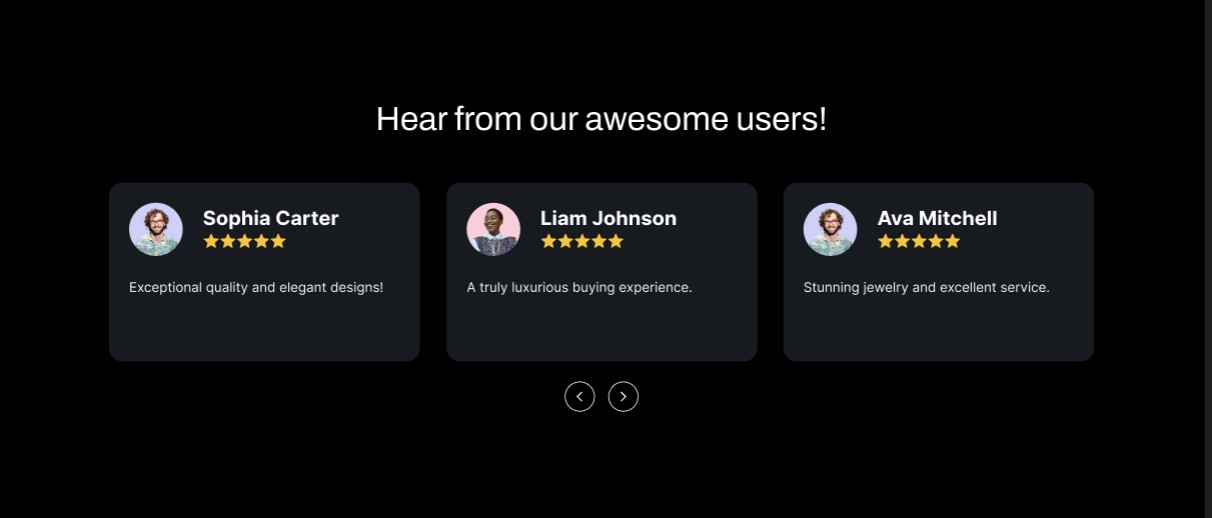 Hear from our awesome users!
Sophia Carter
Exceptional quality and elegant designs!
Liam Johnson
A truly luxurious buying experience.
Ava Mitchell
Stunning jewelry and excellent service.